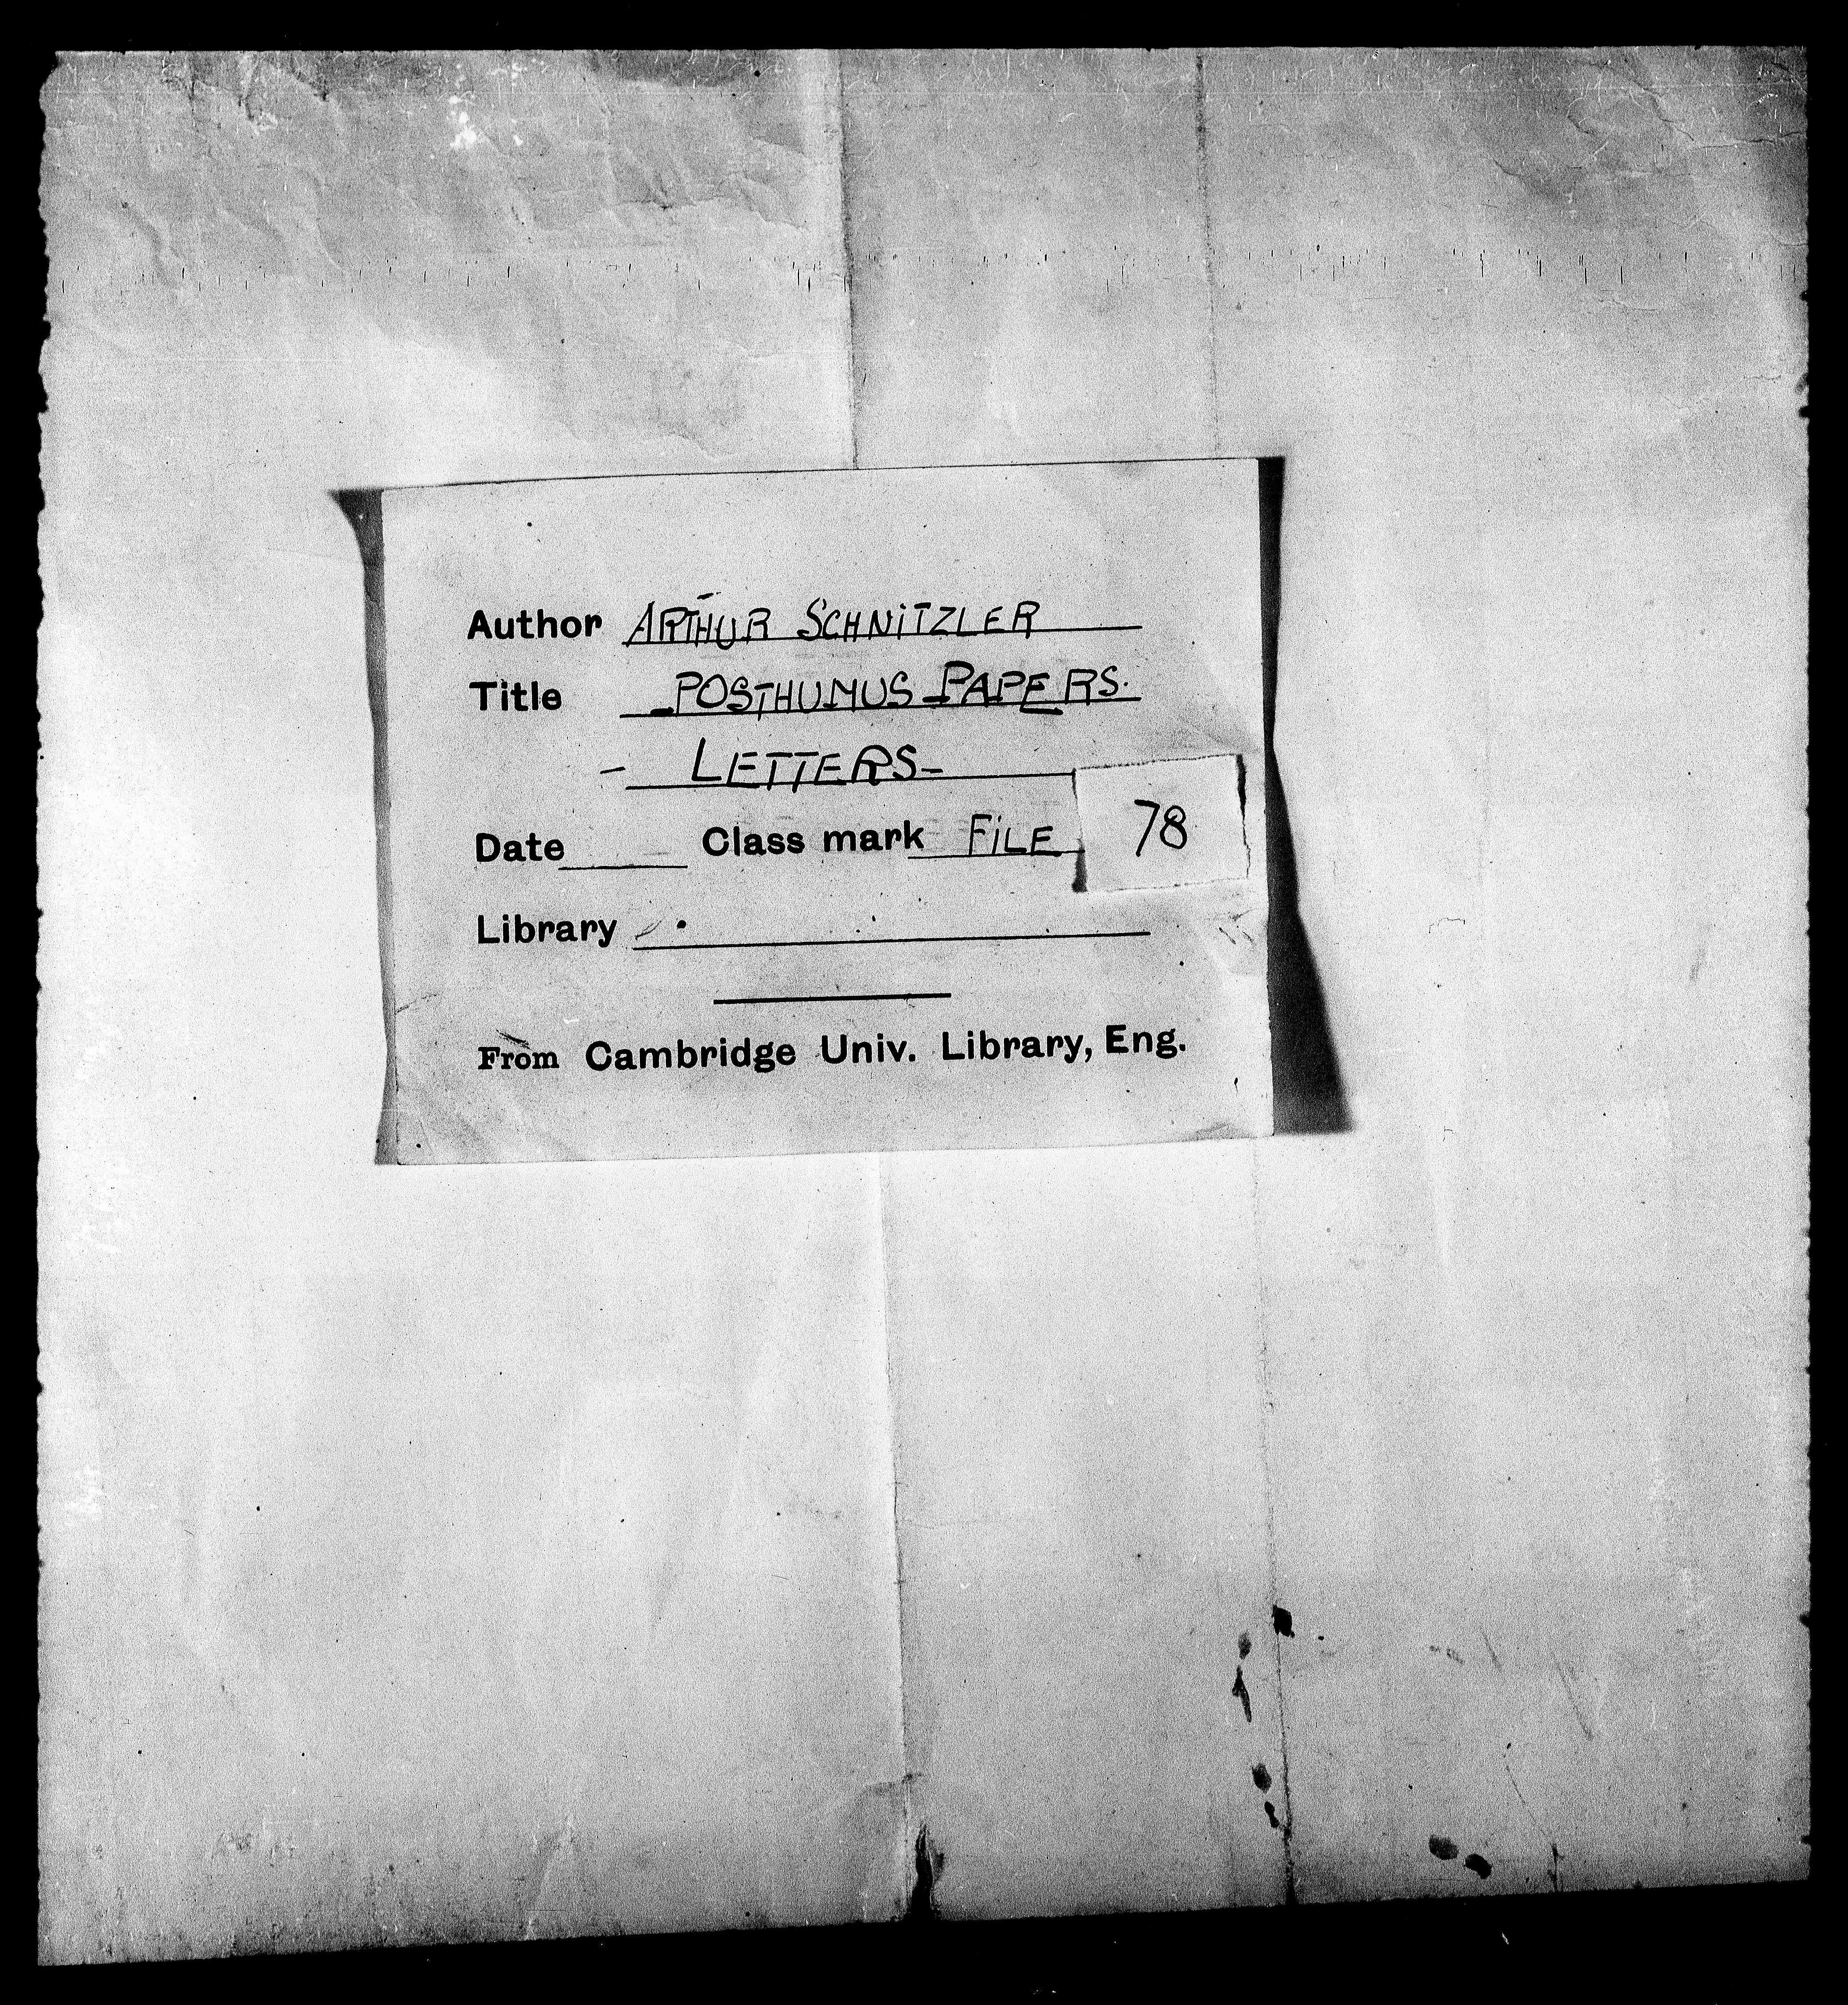 Author ARTHUR SCHNITZLER
Title POSTHUMUS PAPERS.
- LETTERS -
Date Class mark FILE 78
Library
From Cambridge Univ. Library, Eng.